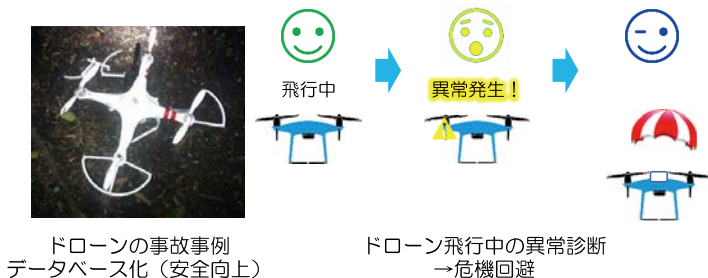 飛行中
異常発生!
ドローンの事故事例
データベース化(安全向上)
ドローン飛行中の異常診断
→危機回避